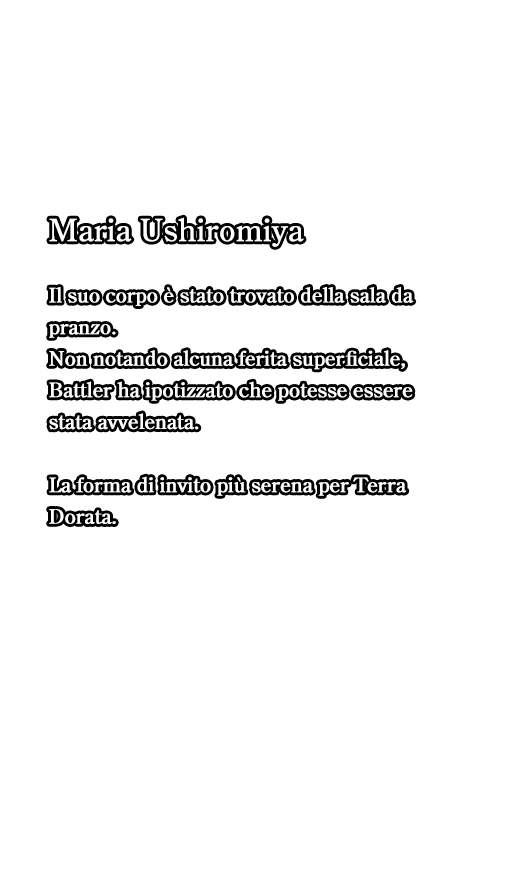 Maria Ushiromiya
Il suo corpo è stato trovato della sala da
pranzo.
Non notando alcuna ferita superficiale,
Battler ha ipotizzato che potesse essere
stata avvelenata.
La forma di invito più serena per Terra
Dorata.